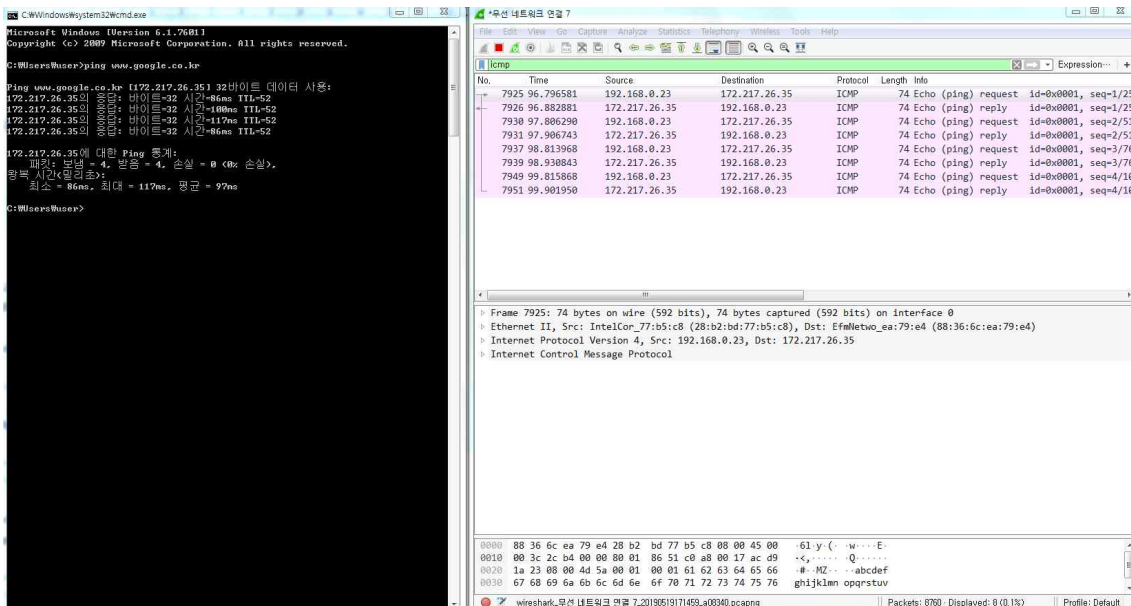 C:₩Windows₩system32₩cmd.exe
Microsoft Windows [Version 6.1.7601]
Copyright (c) 2009 Microsoft Corporation. All rights reserved.
C:₩Users₩user>ping www.google.co.kr
Ping www.google.co.kr [172.217.26.35] 32바이트 데이터 사용:
172.217.26.35의 응답: 바이트=32 시간=86ms TTL=52
172.217.26.35의 응답: 바이트=32 시간=100ms TTL=52
172.217.26.35의 응답: 바이트=32 시간=117ms TTL=52
172.217.26.35의 응답: 바이트=32 시간=86ms TTL=52
172.217.26.35에 대한 Ping 통계:
패킷: 보냄 = 4, 받음 = 4, 손실 = 0 (0% 손실),
왕복 시간(밀리초):
최소 = 86ms, 최대 = 117ms, 평균 = 97ms
C:₩Users₩user>
*무선 네트워크 연결 7
File Edit View Go Capture Analyze Statistics Telephony Wireless Tools Help
icmp Expression… +
No. Time Source Destination Protocol Length Info
7925 96.796581 192.168.0.23 172.217.26.35 ICMP 74 Echo (ping) request id=0x0001, seq=1/25
7926 96.882881 172.217.26.35 192.168.0.23 ICMP 74 Echo (ping) reply id=0x0001, seq=1/25
7930 97.806290 192.168.0.23 172.217.26.35 ICMP 74 Echo (ping) request id=0x0001, seq=2/51
7931 97.906743 172.217.26.35 192.168.0.23 ICMP 74 Echo (ping) reply id=0x0001, seq=2/51
7937 98.813968 192.168.0.23 172.217.26.35 ICMP 74 Echo (ping) request id=0x0001, seq=3/76
7939 98.930843 172.217.26.35 192.168.0.23 ICMP 74 Echo (ping) reply id=0x0001, seq=3/76
7949 99.815868 192.168.0.23 172.217.26.35 ICMP 74 Echo (ping) request id=0x0001, seq=4/10
7951 99.901950 172.217.26.35 192.168.0.23 ICMP 74 Echo (ping) reply id=0x0001, seq=4/10
Frame 7925: 74 bytes on wire (592 bits), 74 bytes captured (592 bits) on interface 0
Ethernet II, Src: IntelCor_77:b5:c8 (28:b2:bd:77:b5:c8), Dst: EfmNetwo_ea:79:e4 (88:36:6c:ea:79:e4)
Internet Protocol Version 4, Src: 192.168.0.23, Dst: 172.217.26.35
Internet Control Message Protocol
0000 88 36 6c ea 79 e4 28 b2 bd 77 b5 c8 08 00 45 00 ·6l·y·(· ·w····E·
0010 00 3c 2c b4 00 00 80 01 86 51 c0 a8 00 17 ac d9 ·<,····· ·Q······
0020 1a 23 08 00 4d 5a 00 01 00 01 61 62 63 64 65 66 ·#··MZ·· ··abcdef
0030 67 68 69 6a 6b 6c 6d 6e 6f 70 71 72 73 74 75 76 ghijklmn opqrstuv
wireshark_무선 네트워크 연결 7_20190519171459_a08340.pcapng Packets: 8760 · Displayed: 8 (0.1%) Profile: Default